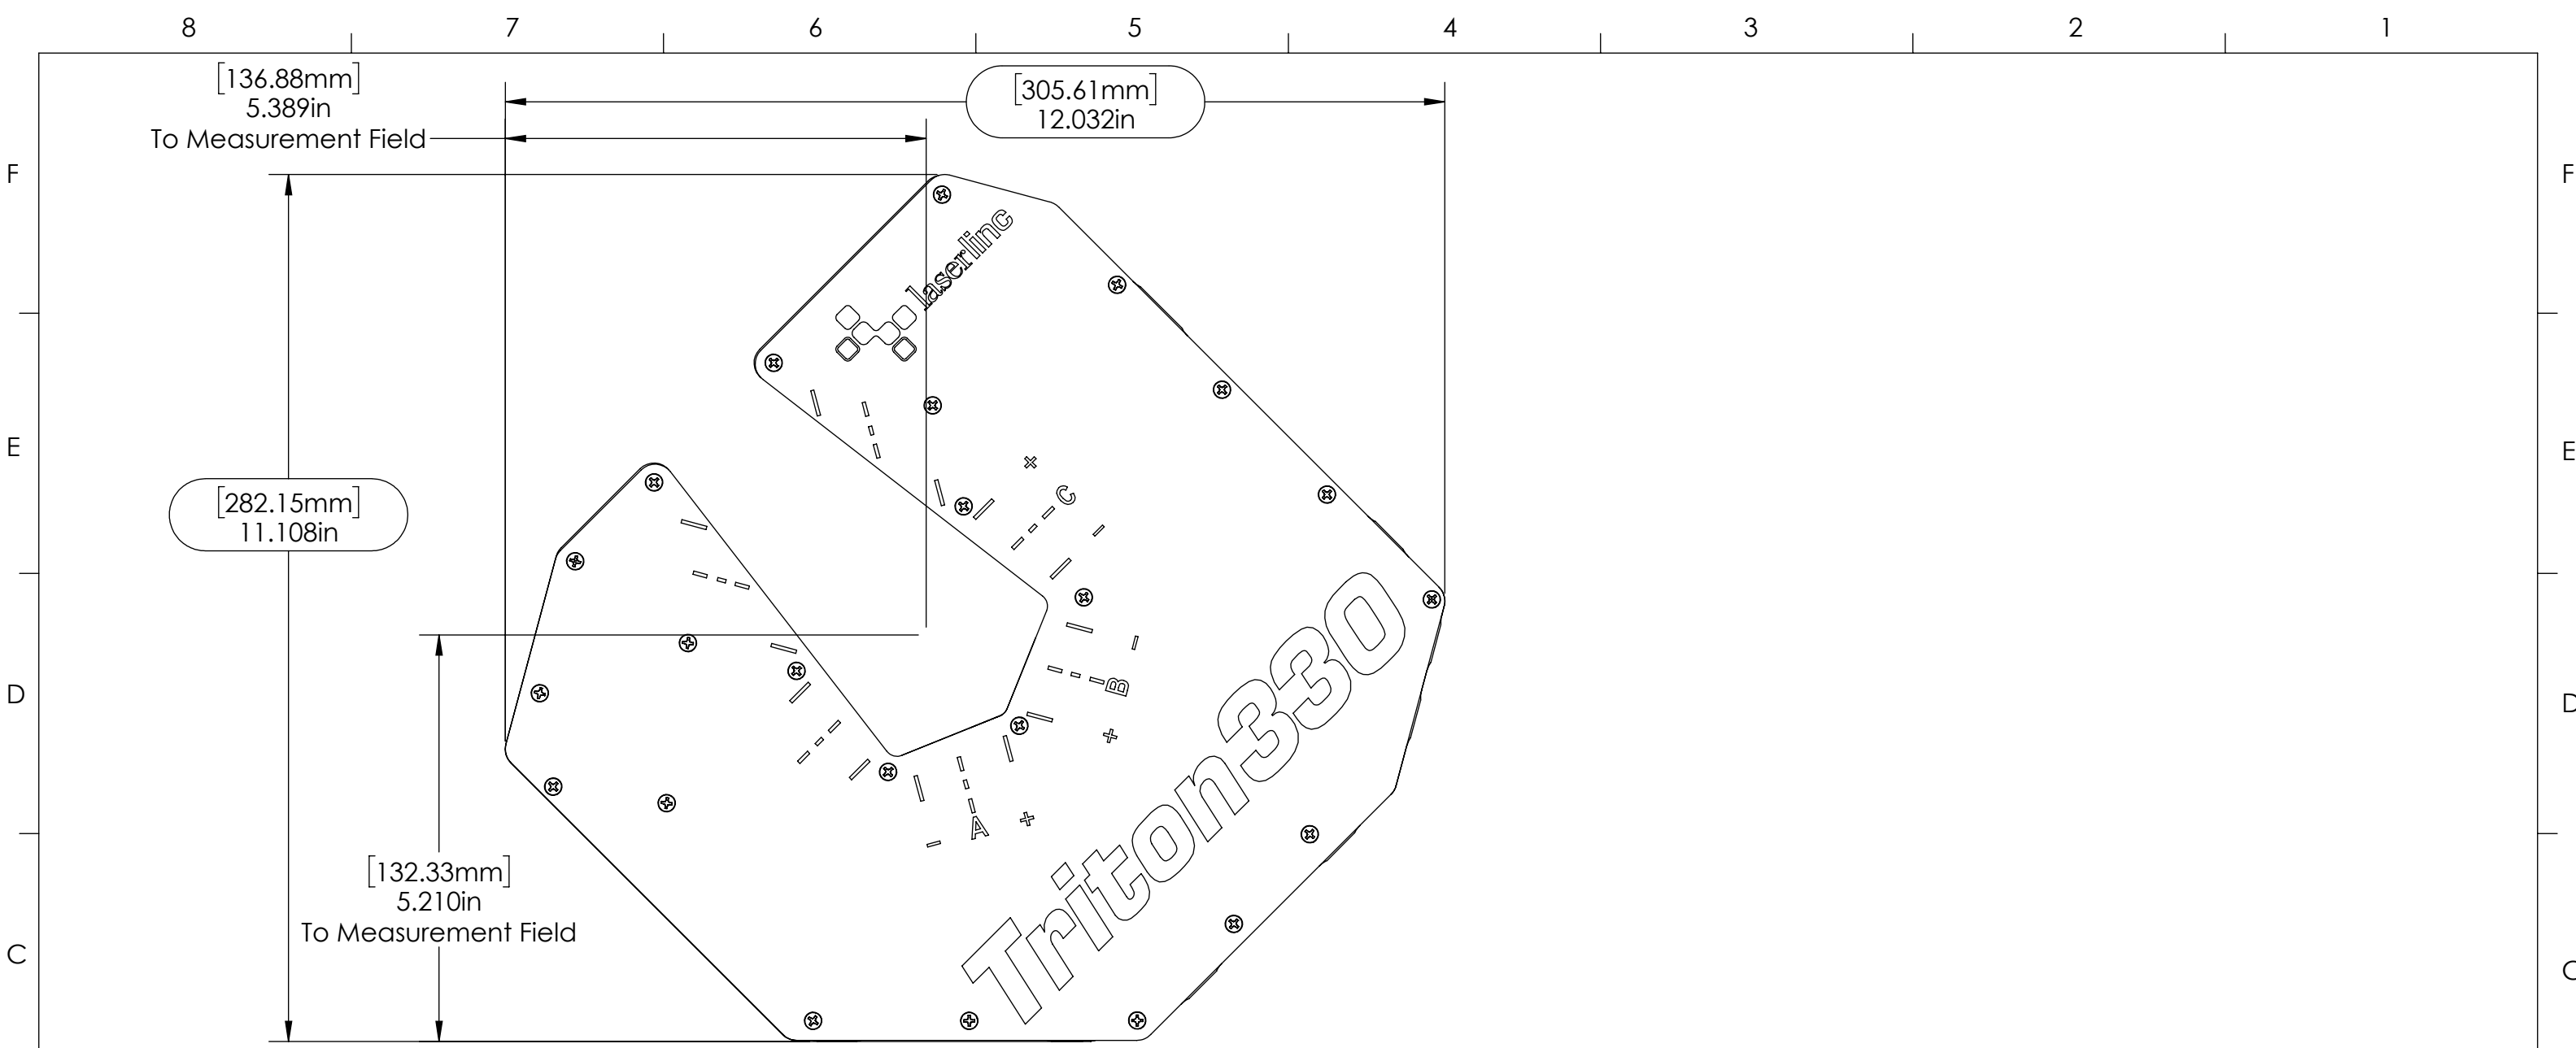 8 7 6 5 4 3 2 1
[136.88mm]
5.389in
To Measurement Field
[305.61mm]
12.032in
F F
laserlinc
E E
[282.15mm]
11.108in
+
C
-
D D
-
B
+
A
+
-
Triton330
[132.33mm]
5.210in
To Measurement Field
C C